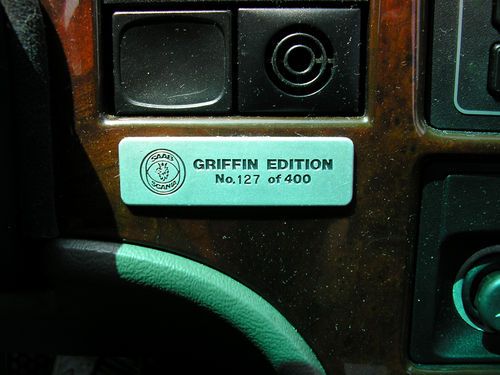 SAAB
SCANIA
GRIFFIN EDITION
No.127 of 400